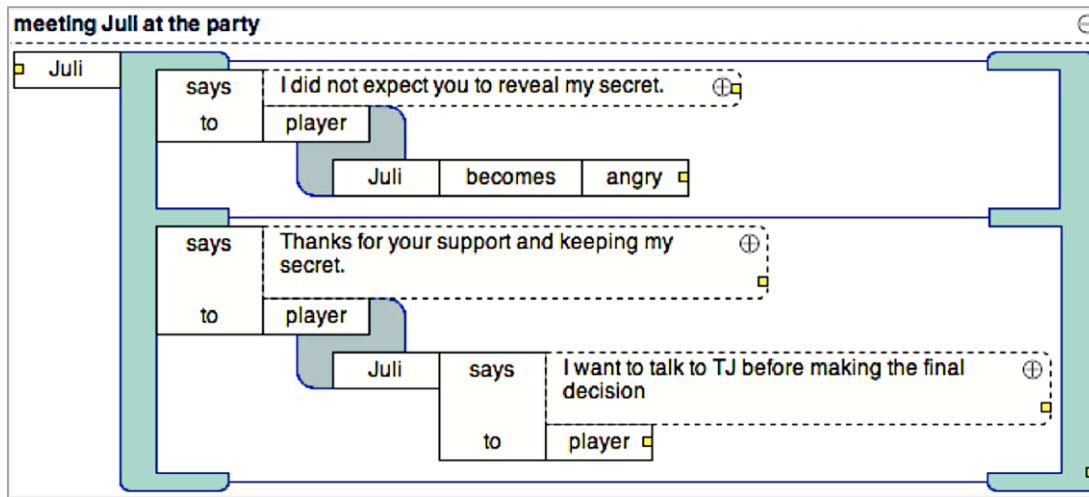 meeting Juli at the party
Juli
says
I did not expect you to reveal my secret.
to
player
Juli
becomes
angry
says
Thanks for your support and keeping my
secret.
to
player
Juli
says
I want to talk to TJ before making the final
decision
to
player